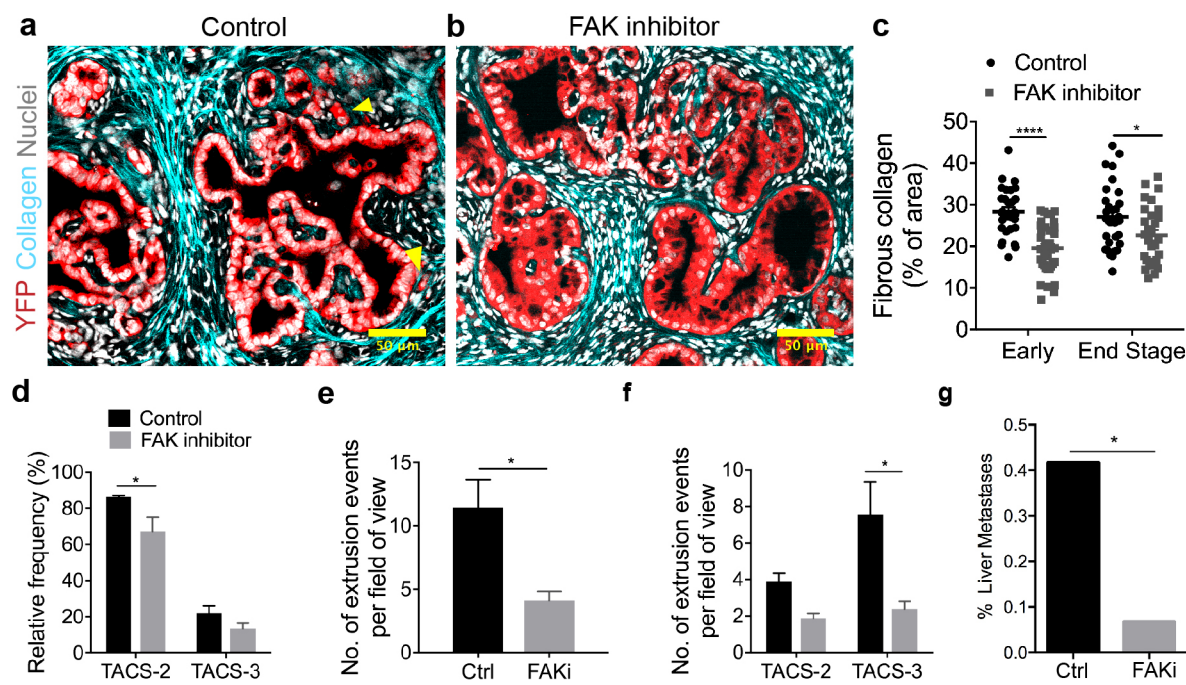 a Control
b FAK inhibitor
YFP Collagen Nuclei
50 µm
50 µm
c
Control
FAK inhibitor
Fibrous collagen
(% of area)
50
40
30
20
10
0
****
*
Early End Stage
d
Control
FAK inhibitor
Relative frequency (%)
100
80
60
40
20
0
*
TACS-2 TACS-3
e
No. of extrusion events
per field of view
15
10
5
0
*
Ctrl FAKi
f
No. of extrusion events
per field of view
10
8
6
4
2
0
*
TACS-2 TACS-3
g
% Liver Metastases
0.5
0.4
0.3
0.2
0.1
0.0
*
Ctrl FAKi